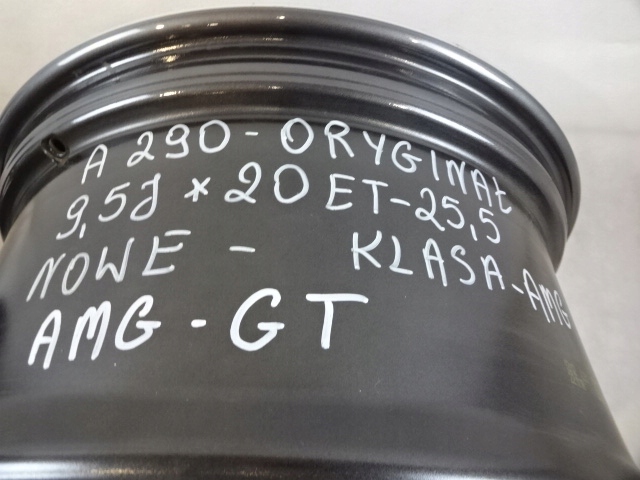 A 290 - ORYGINAŁ
9,5J * 20 ET-25,5
NOWE - KLASA-AMG
AMG - GT